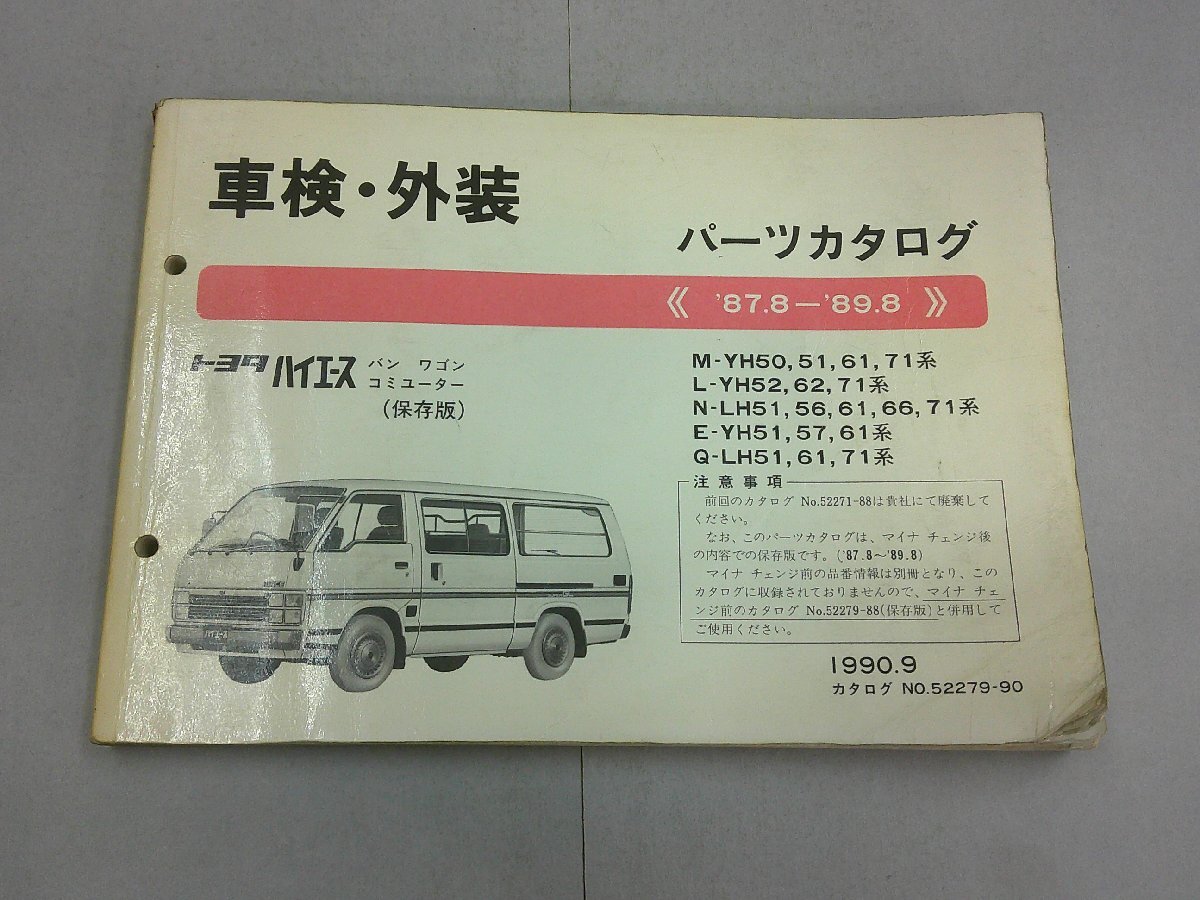 車検・外装
パーツカタログ
《 '87.8―'89.8 》
トヨタ ハイエース バン ワゴン
コミューター
(保存版)
M-YH50, 51, 61, 71系
L-YH52, 62, 71系
N-LH51, 56, 61, 66, 71系
E-YH51, 57, 61系
Q-LH51, 61, 71系
注意事項
前回のカタログ No.52271-88は貴社にて廃棄して
ください。
なお、このパーツカタログは、マイナ チェンジ後
の内容での保存版です。('87.8～'89.8)
マイナ チェンジ前の品番情報は別冊となり、この
カタログに収録されておりませんので、マイナ チェ
ンジ前のカタログ No.52279-88(保存版)と併用して
ご使用ください。
ハイエース
1990.9
カタログ NO.52279-90